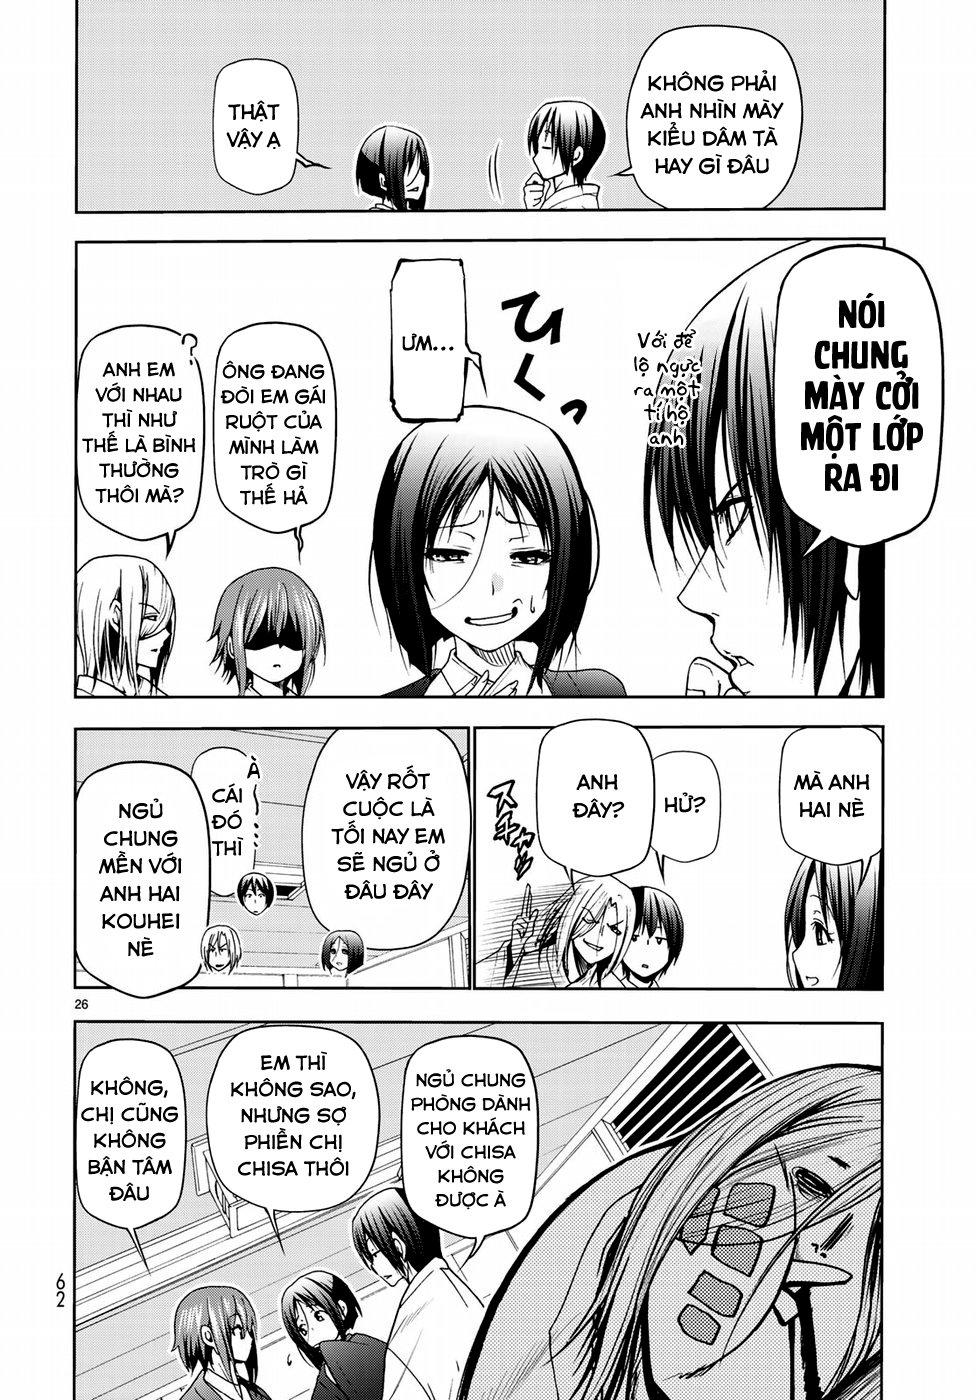 KHÔNG PHẢI
ANH NHÌN MÀY
KIỂU DÂM TÀ
HAY GÌ ĐÂU
THẬT
VẬY Ạ
NÓI
CHUNG
MÀY CỞI
MỘT LỚP
RA ĐI
Với để
lộ ngực
ra một
tí hộ
anh
ひくっ
ƯM...
ÔNG ĐANG
ĐÒI EM GÁI
RUỘT CỦA
MÌNH LÀM
TRÒ GÌ
THẾ HẢ
?
ANH EM
VỚI NHAU
THÌ NHƯ
THẾ LÀ BÌNH
THƯỜNG
THÔI MÀ?
MÀ ANH
HAI NÈ
HỬ?
ANH
ĐÂY?
VẬY RỐT
CUỘC LÀ
TỐI NAY EM
SẼ NGỦ Ở
ĐÂU ĐÂY
À~...
CÁI
ĐÓ
THÌ
NGỦ
CHUNG
MỀN VỚI
ANH HAI
KOUHEI
NÈ
26
NGỦ CHUNG
PHÒNG DÀNH
CHO KHÁCH
VỚI CHISA
KHÔNG
ĐƯỢC À
EM THÌ
KHÔNG SAO,
NHƯNG SỢ
PHIỀN CHỊ
CHISA THÔI
KHÔNG,
CHỊ CŨNG
KHÔNG
BẬN TÂM
ĐÂU
62